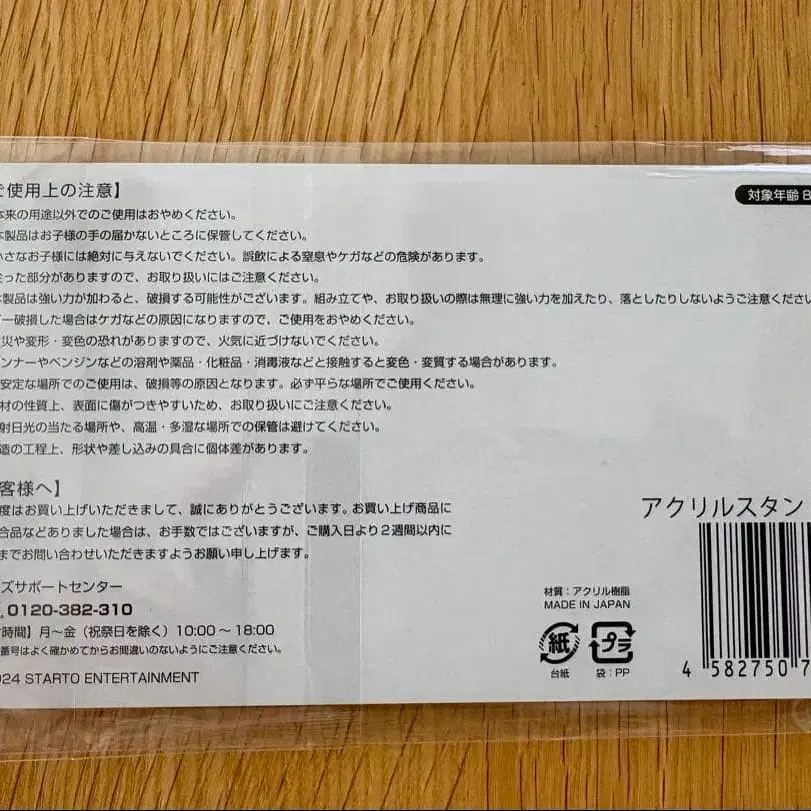 ご使用上の注意】
対象年齢 8
本来の用途以外でのご使用はおやめください。
本製品はお子様の手の届かないところに保管してください。
小さなお子様には絶対に与えないでください。誤飲による窒息やケガなどの危険があります。
尖った部分がありますので、お取り扱いにはご注意ください。
本製品は強い力が加わると、破損する可能性がございます。組み立てや、お取り扱いの際は無理に強い力を加えたり、落としたりしないようご注意ください
一破損した場合はケガなどの原因になりますので、ご使用をおやめください。
災や変形・変色の恐れがありますので、火気に近づけないでください。
ンナーやベンジンなどの溶剤や薬品・化粧品・消毒液などと接触すると変色・変質する場合があります。
安定な場所でのご使用は、破損等の原因となります。必ず平らな場所でご使用ください。
材の性質上、表面に傷がつきやすいため、お取り扱いにご注意ください。
射日光の当たる場所や、高温・多湿な場所での保管は避けてください。
造の工程上、形状や差し込みの具合に個体差があります。
客様へ】
度はお買い上げいただきまして、誠にありがとうございます。お買い上げ商品に
合品などありました場合は、お手数ではございますが、ご購入日より2週間以内に
までお問い合わせいただきますようお願い申し上げます。
ズサポートセンター
0120-382-310
時間】月～金（祝祭日を除く）10:00～18:00
番号はよく確かめてからお間違いのないようにご注意ください。
024 STARTO ENTERTAINMENT
アクリルスタン
材質：アクリル樹脂
MADE IN JAPAN
紙
プラ
台紙
袋：PP
4 582750 7